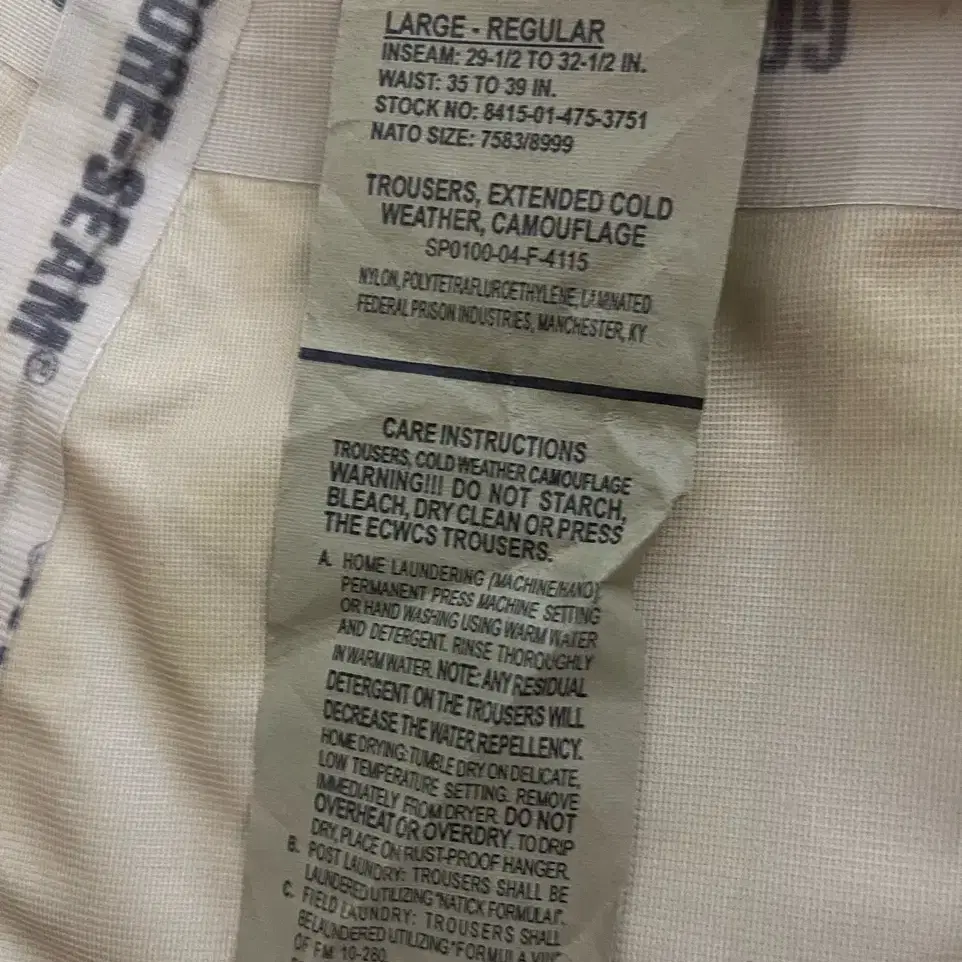 GORE-SEAM®
LARGE - REGULAR
INSEAM: 29-1/2 TO 32-1/2 IN.
WAIST: 35 TO 39 IN.
STOCK NO: 8415-01-475-3751
NATO SIZE: 7583/8999
TROUSERS, EXTENDED COLD
WEATHER, CAMOUFLAGE
SP0100-04-F-4115
NYLON, POLYTETRAFLUROETHYLENE, LAMINATED
FEDERAL PRISON INDUSTRIES, MANCHESTER, KY
CARE INSTRUCTIONS
TROUSERS, COLD WEATHER CAMOUFLAGE
WARNING!!! DO NOT STARCH,
BLEACH, DRY CLEAN OR PRESS
THE ECWCS TROUSERS.
A. HOME LAUNDERING (MACHINE/HAND)
PERMANENT PRESS MACHINE SETTING
OR HAND WASHING USING WARM WATER
AND DETERGENT. RINSE THOROUGHLY
IN WARM WATER. NOTE: ANY RESIDUAL
DETERGENT ON THE TROUSERS WILL
DECREASE THE WATER REPELLENCY.
HOME DRYING: TUMBLE DRY ON DELICATE,
LOW TEMPERATURE SETTING. REMOVE
IMMEDIATELY FROM DRYER. DO NOT
OVERHEAT OR OVERDRY. TO DRIP
DRY, PLACE ON RUST-PROOF HANGER.
B. POST LAUNDRY: TROUSERS SHALL BE
LAUNDERED UTILIZING "NATICK FORMULA I".
C. FIELD LAUNDRY: TROUSERS SHALL
BE LAUNDERED UTILIZING "FORMULA
OF FM 10-280